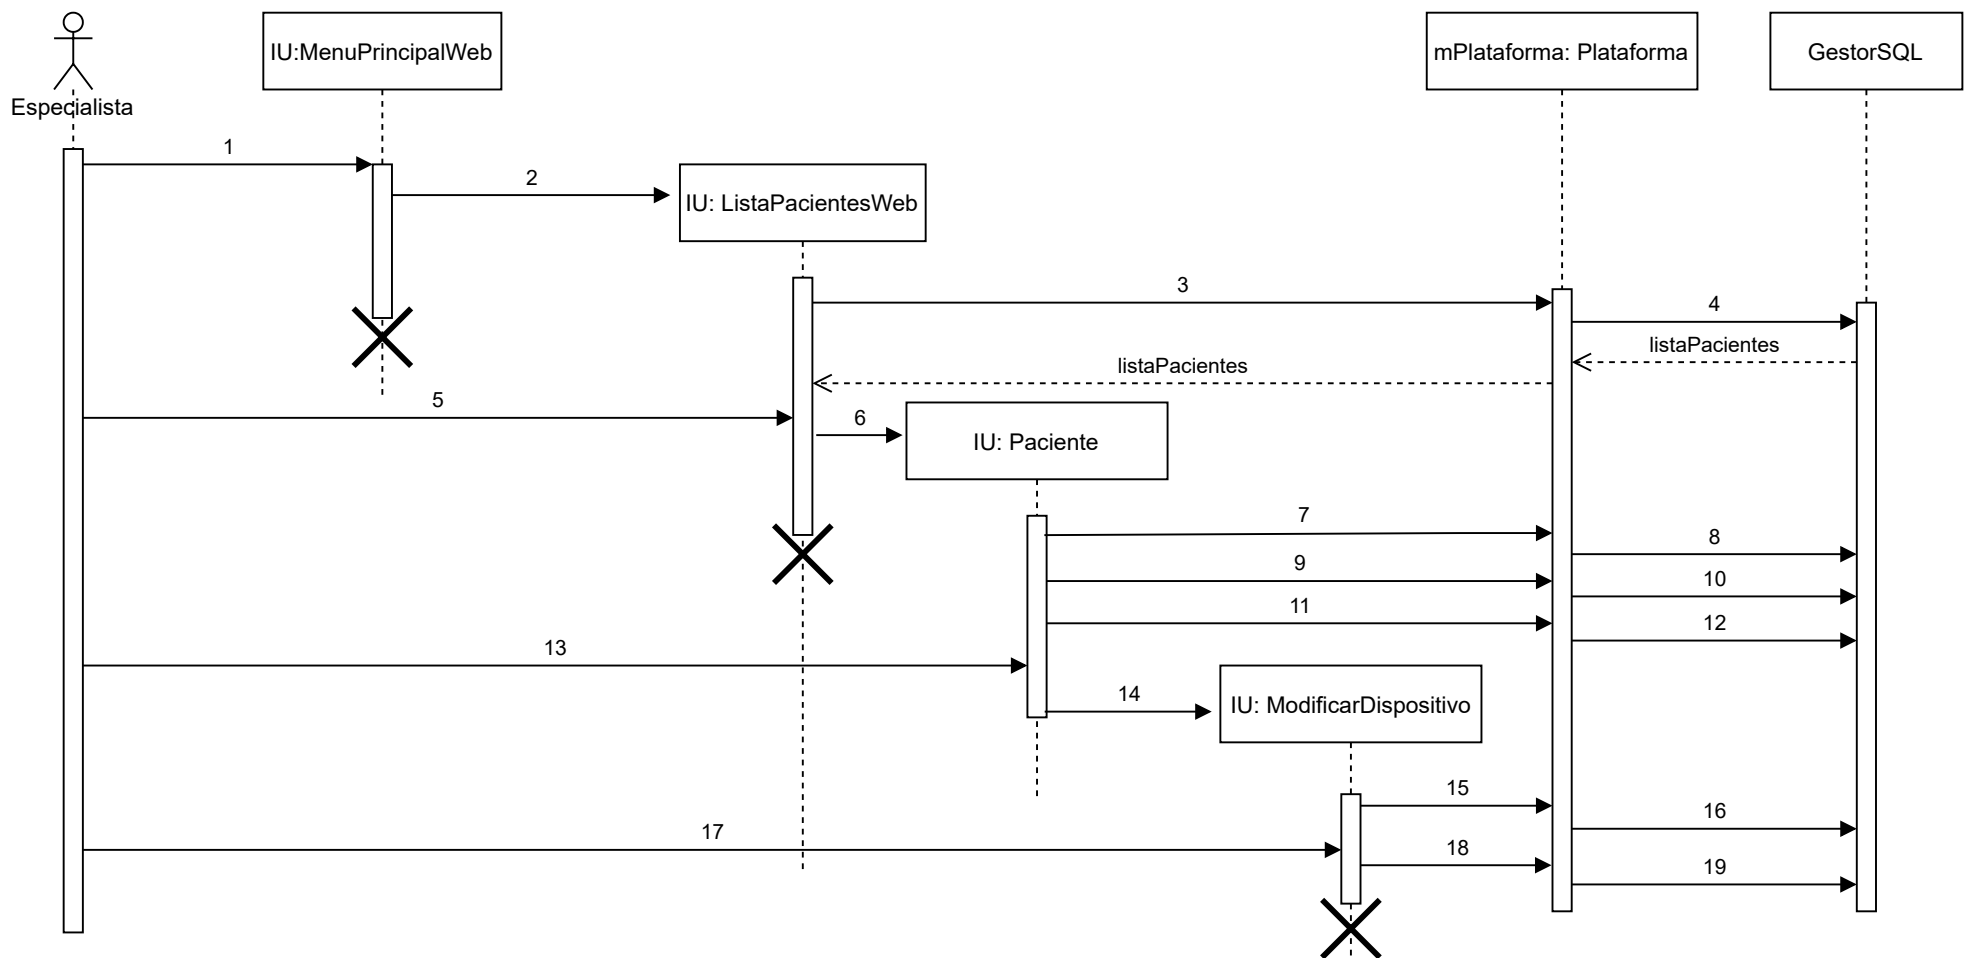 IU:MenuPrincipalWeb
mPlataforma: Plataforma
GestorSQL
Especialista
1
2
IU: ListaPacientesWeb
3
4
listaPacientes
listaPacientes
5
6
IU: Paciente
7
8
9
10
11
12
13
14
IU: ModificarDispositivo
15
16
17
18
19